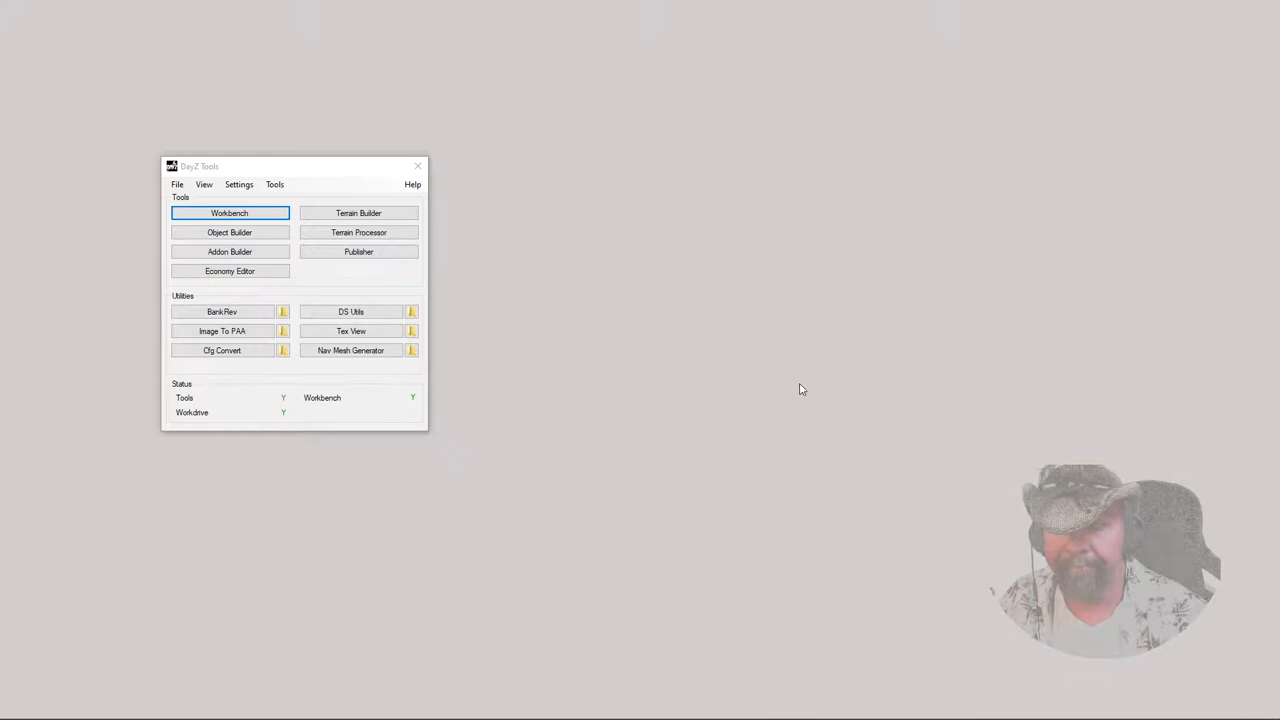 DayZ Tools
File View Settings Tools Help
Tools
Workbench Terrain Builder
Object Builder Terrain Processor
Addon Builder Publisher
Economy Editor
Utilities
BankRev DS Utils
Image To PAA Tex View
Cfg Convert Nav Mesh Generator
Status
Tools Y Workbench Y
Workdrive Y